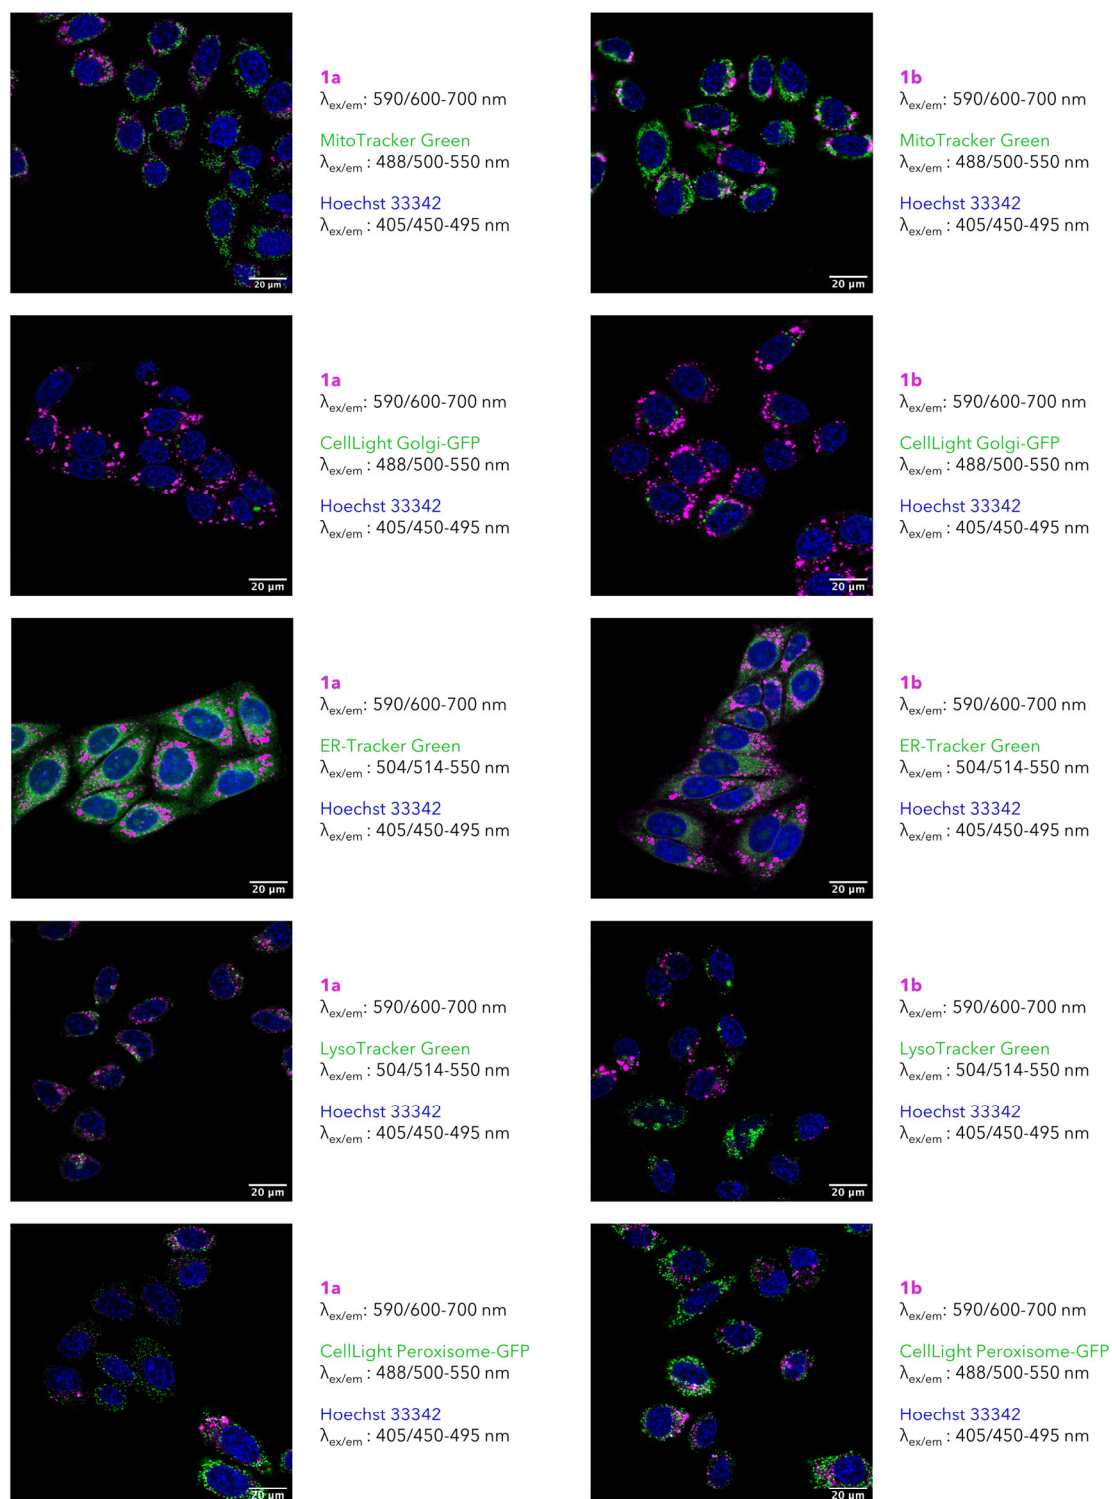 1a
λex/em: 590/600-700 nm
MitoTracker Green
λex/em : 488/500-550 nm
Hoechst 33342
λex/em : 405/450-495 nm
20 µm
1b
λex/em: 590/600-700 nm
MitoTracker Green
λex/em : 488/500-550 nm
Hoechst 33342
λex/em : 405/450-495 nm
20 µm
1a
λex/em: 590/600-700 nm
CellLight Golgi-GFP
λex/em : 488/500-550 nm
Hoechst 33342
λex/em : 405/450-495 nm
20 µm
1b
λex/em: 590/600-700 nm
CellLight Golgi-GFP
λex/em : 488/500-550 nm
Hoechst 33342
λex/em : 405/450-495 nm
20 µm
1a
λex/em: 590/600-700 nm
ER-Tracker Green
λex/em : 504/514-550 nm
Hoechst 33342
λex/em : 405/450-495 nm
20 µm
1b
λex/em: 590/600-700 nm
ER-Tracker Green
λex/em : 504/514-550 nm
Hoechst 33342
λex/em : 405/450-495 nm
20 µm
1a
λex/em: 590/600-700 nm
LysoTracker Green
λex/em : 504/514-550 nm
Hoechst 33342
λex/em : 405/450-495 nm
20 µm
1b
λex/em: 590/600-700 nm
LysoTracker Green
λex/em : 504/514-550 nm
Hoechst 33342
λex/em : 405/450-495 nm
20 µm
1a
λex/em: 590/600-700 nm
CellLight Peroxisome-GFP
λex/em : 488/500-550 nm
Hoechst 33342
λex/em : 405/450-495 nm
20 µm
1b
λex/em: 590/600-700 nm
CellLight Peroxisome-GFP
λex/em : 488/500-550 nm
Hoechst 33342
λex/em : 405/450-495 nm
20 µm